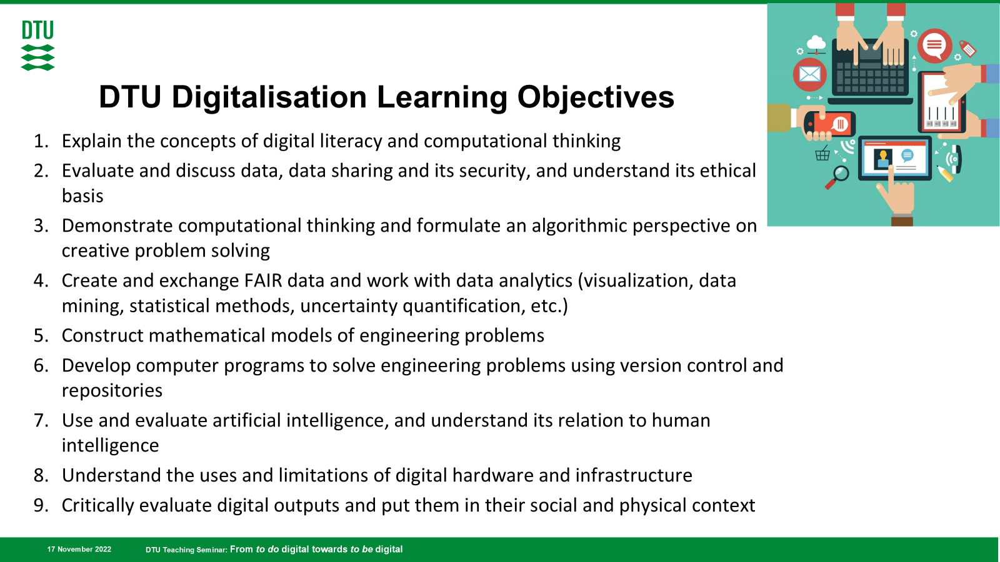 DTU
DTU Digitalisation Learning Objectives
1. Explain the concepts of digital literacy and computational thinking
2. Evaluate and discuss data, data sharing and its security, and understand its ethical
basis
3. Demonstrate computational thinking and formulate an algorithmic perspective on
creative problem solving
4. Create and exchange FAIR data and work with data analytics (visualization, data
mining, statistical methods, uncertainty quantification, etc.)
5. Construct mathematical models of engineering problems
6. Develop computer programs to solve engineering problems using version control and
repositories
7. Use and evaluate artificial intelligence, and understand its relation to human
intelligence
8. Understand the uses and limitations of digital hardware and infrastructure
9. Critically evaluate digital outputs and put them in their social and physical context
17 November 2022 DTU Teaching Seminar: From to do digital towards to be digital